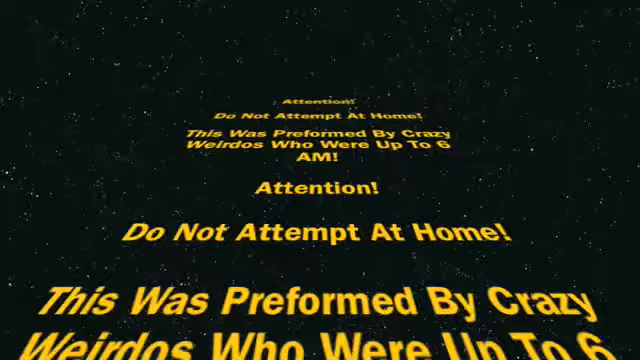 Attention!
Do Not Attempt At Home!
This Was Preformed By Crazy
Weirdos Who Were Up To 6
AM!
Attention!
Do Not Attempt At Home!
This Was Preformed By Crazy
Weirdos Who Were Up To 6